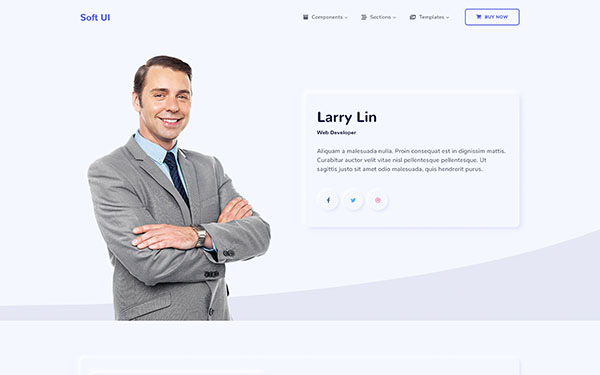 Soft UI
Components
Sections
Templates
BUY NOW
Larry Lin
Web Developer
Aliquam a malesuada nulla. Proin consequat est in dignissim mattis.
Curabitur auctor velit vitae nisl pellentesque pellentesque. Ut
sagittis justo sit amet odio malesuada, quis hendrerit purus.